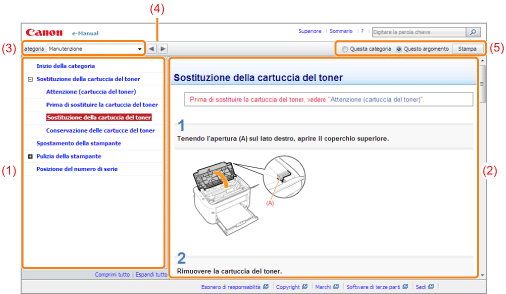 (4)
Canon e-Manual
Superiore Sommario ? Digitare la parola chiave
(3)
ategoria Manutenzione
Questa categoria Questo argomento Stampa
(5)
Inizio della categoria
Sostituzione della cartuccia del toner
Attenzione (cartuccia del toner)
Prima di sostituire la cartuccia del toner
Sostituzione della cartuccia del toner
Conservazione delle cartucce del toner
Spostamento della stampante
Pulizia della stampante
Posizione del numero di serie
(1)
Comprimi tutto Espandi tutto
Sostituzione della cartuccia del toner
Prima di sostituire la cartuccia del toner, vedere "Attenzione (cartuccia del toner)".
1
Tenendo l'apertura (A) sul lato destro, aprire il coperchio superiore.
(A)
(2)
2
Rimuovere la cartuccia del toner.
Esonero di responsabilità Copyright Marchi Software di terze parti Sedi